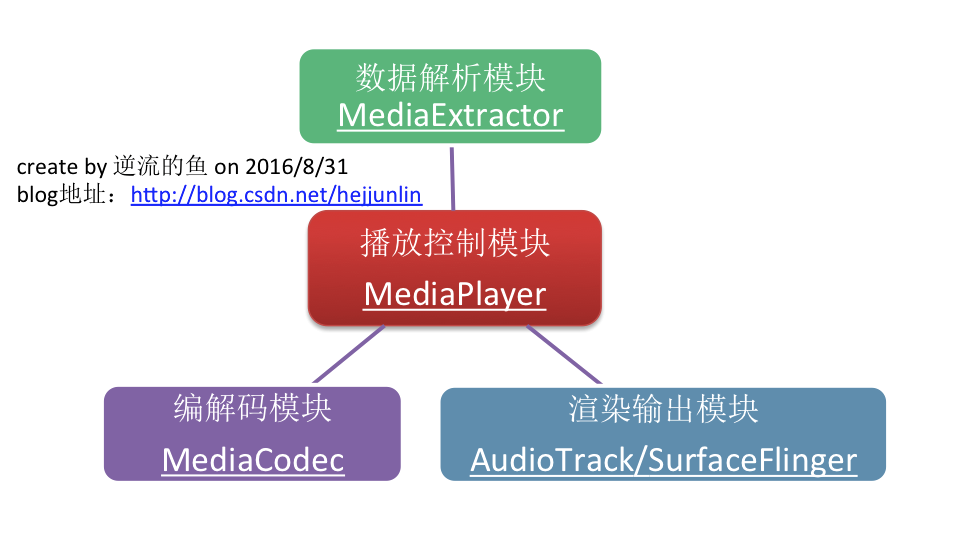 数据解析模块
MediaExtractor
create by 逆流的鱼 on 2016/8/31
blog地址：http://blog.csdn.net/hejjunlin
播放控制模块
MediaPlayer
编解码模块
MediaCodec
渲染输出模块
AudioTrack/SurfaceFlinger